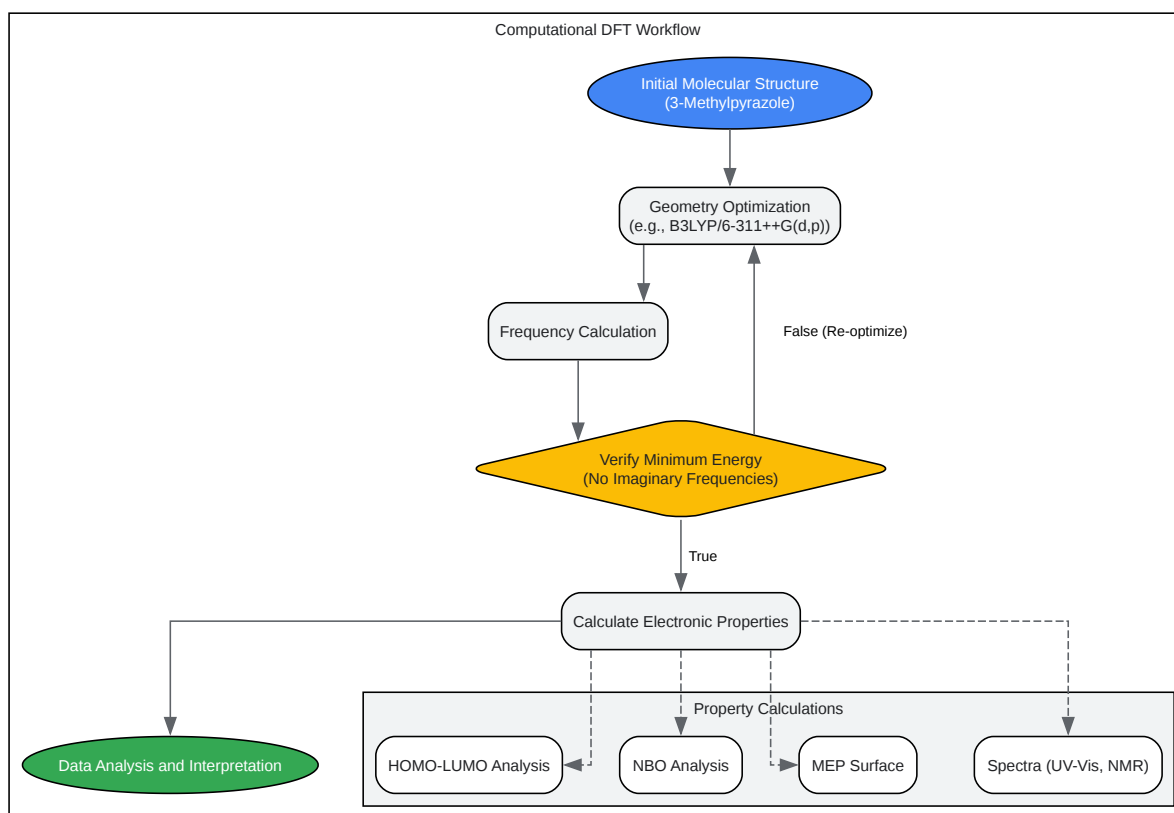 Computational DFT Workflow
Initial Molecular Structure
(3-Methylpyrazole)
Geometry Optimization
(e.g., B3LYP/6-311++G(d,p))
Frequency Calculation
False (Re-optimize)
Verify Minimum Energy
(No Imaginary Frequencies)
True
Calculate Electronic Properties
Property Calculations
Data Analysis and Interpretation
HOMO-LUMO Analysis
NBO Analysis
MEP Surface
Spectra (UV-Vis, NMR)